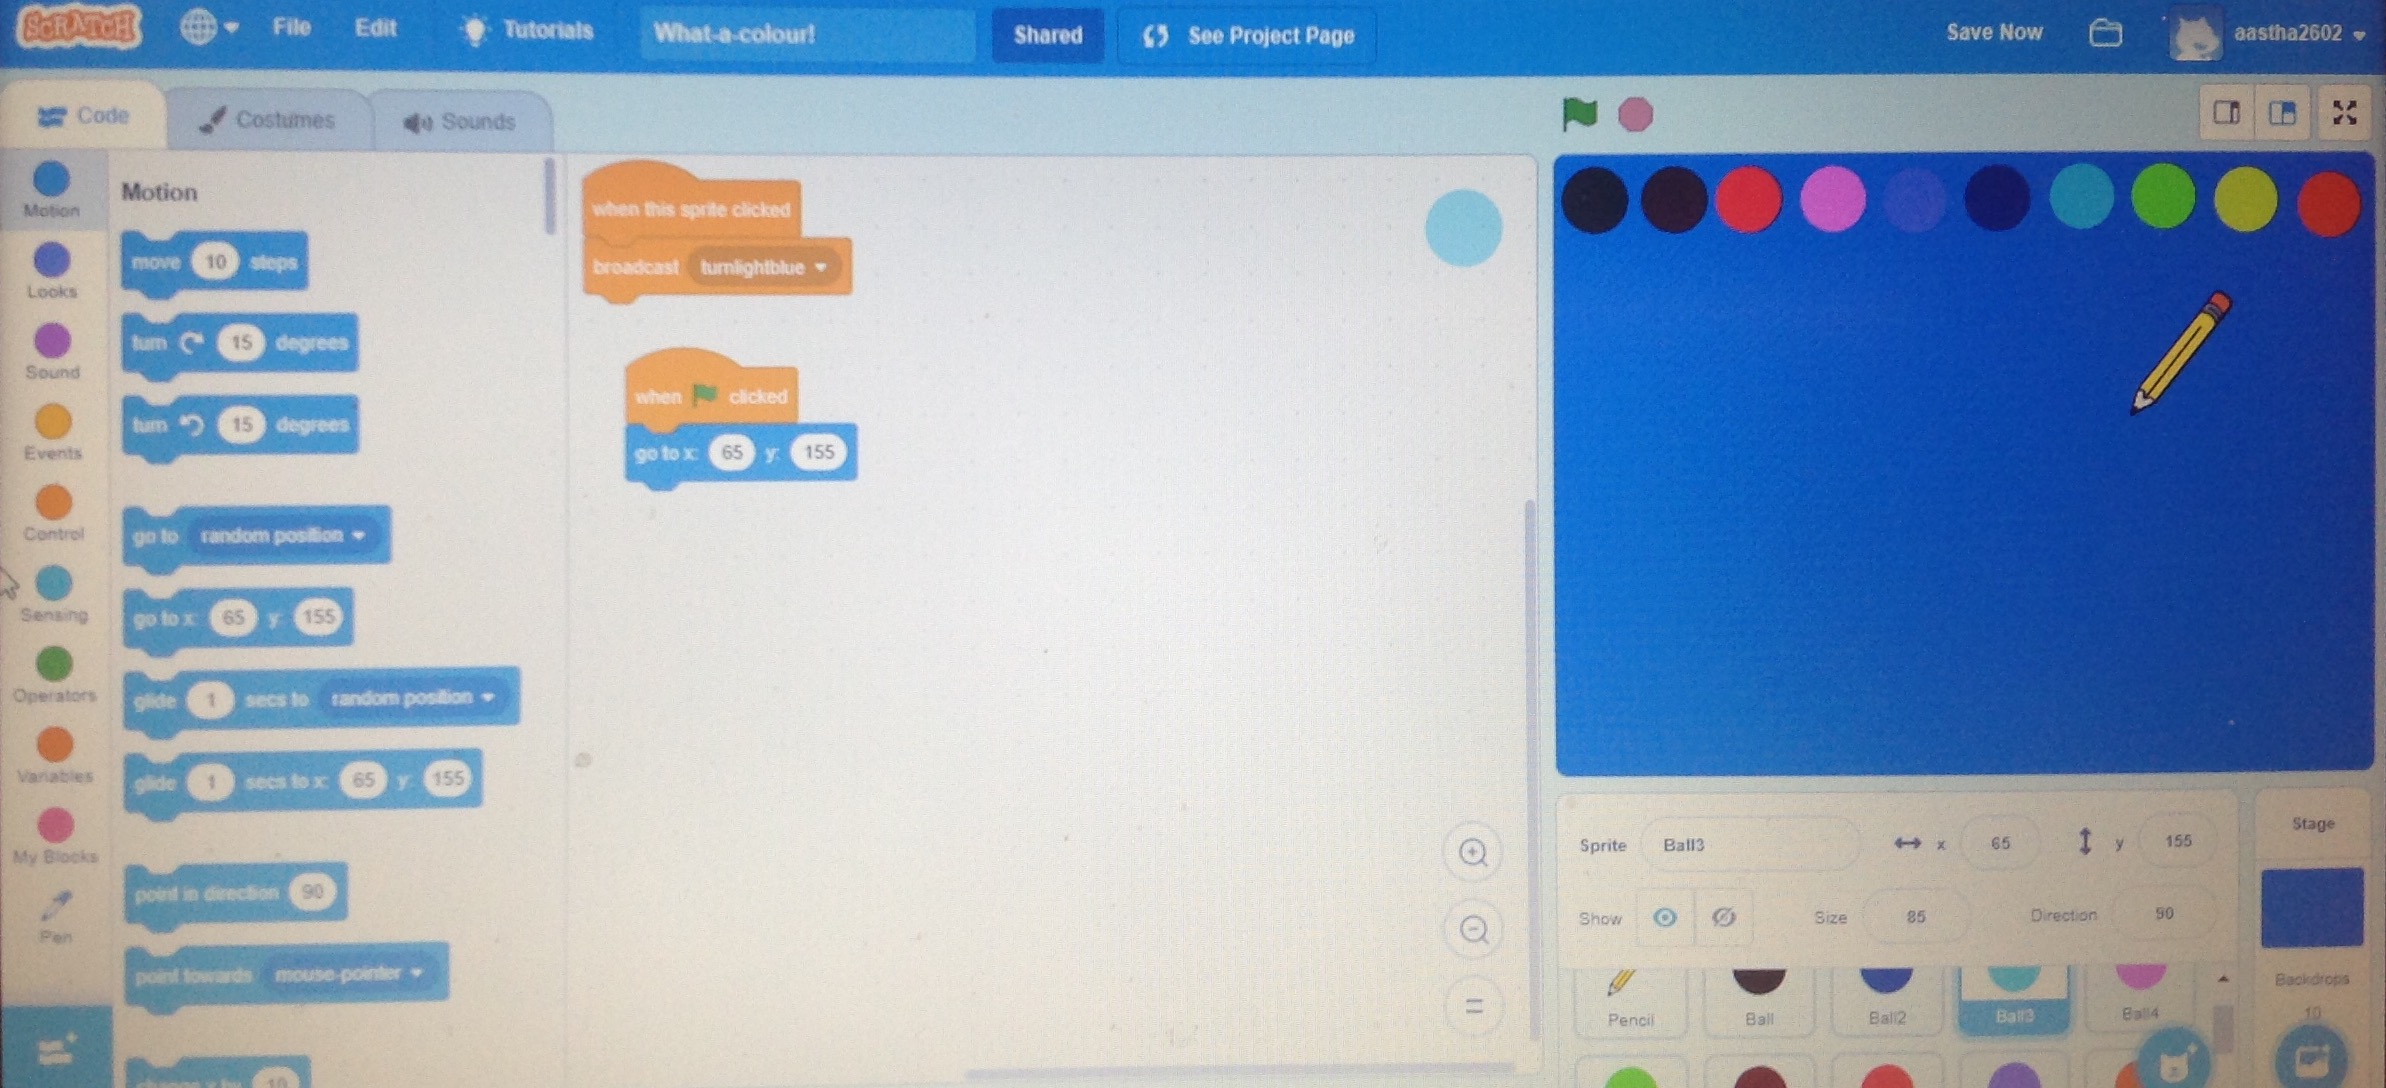 SCRATCH File Edit Tutorials What-a-colour! Shared See Project Page Save Now aastha2602
Code Costumes Sounds
Motion
Looks
Sound
Events
Control
Sensing
Operators
Variables
My Blocks
Pen
Motion
move 10 steps
turn 15 degrees
turn 15 degrees
go to random position
go to x: 65 y: 155
glide 1 secs to random position
glide 1 secs to x: 65 y: 155
point in direction 90
point towards mouse-pointer
change x by 10
when this sprite clicked
broadcast turnlightblue
when clicked
go to x: 65 y: 155
Sprite Ball3 x 65 y 155
Show Size 85 Direction 90
Pencil Ball Ball2 Ball3 Ball4
Stage
Backdrops
10